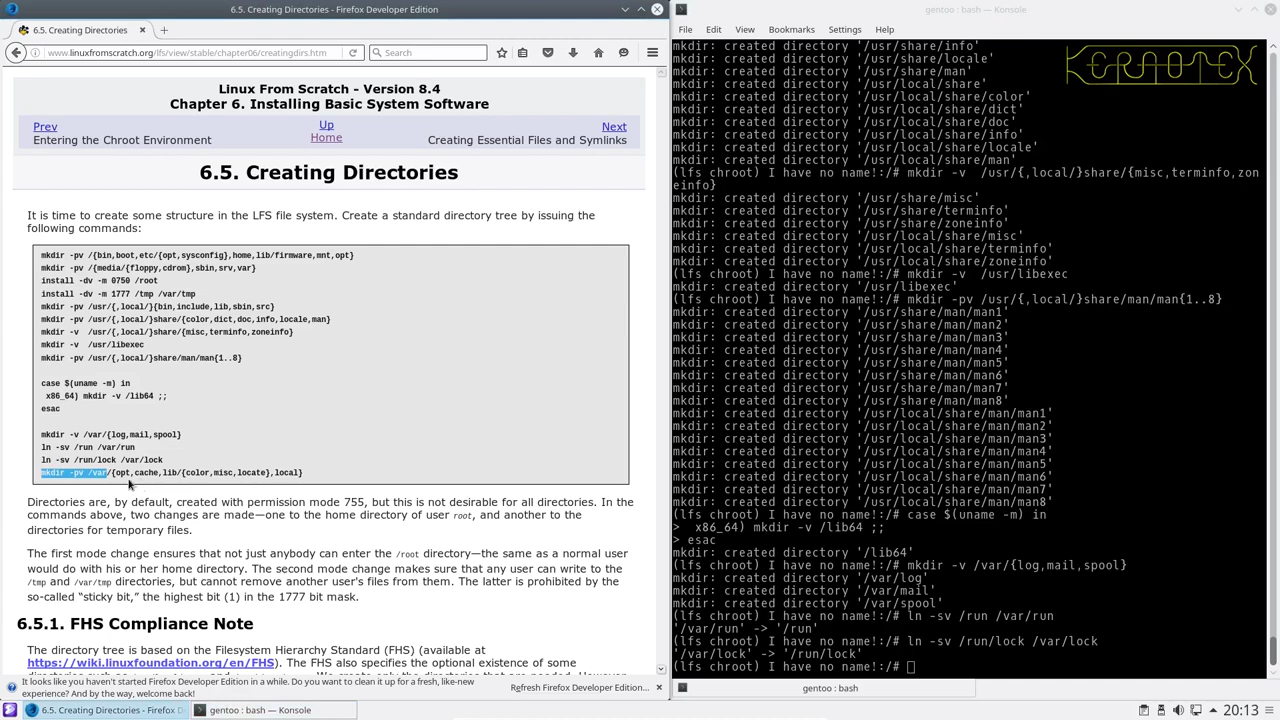 6.5. Creating Directories - Firefox Developer Edition
6.5. Creating Directories
www.linuxfromscratch.org/lfs/view/stable/chapter06/creatingdirs.htm
Search
Linux From Scratch - Version 8.4
Chapter 6. Installing Basic System Software
Prev
Up
Next
Entering the Chroot Environment
Home
Creating Essential Files and Symlinks
6.5. Creating Directories
It is time to create some structure in the LFS file system. Create a standard directory tree by issuing the
following commands:
mkdir -pv /{bin,boot,etc/{opt,sysconfig},home,lib/firmware,mnt,opt}
mkdir -pv /{media/{floppy,cdrom},sbin,srv,var}
install -dv -m 0750 /root
install -dv -m 1777 /tmp /var/tmp
mkdir -pv /usr/{,local/}{bin,include,lib,sbin,src}
mkdir -pv /usr/{,local/}share/{color,dict,doc,info,locale,man}
mkdir -v  /usr/{,local/}share/{misc,terminfo,zoneinfo}
mkdir -v  /usr/libexec
mkdir -pv /usr/{,local/}share/man/man{1..8}
case $(uname -m) in
 x86_64) mkdir -v /lib64 ;;
esac
mkdir -v /var/{log,mail,spool}
ln -sv /run /var/run
ln -sv /run/lock /var/lock
mkdir -pv /var/{opt,cache,lib/{color,misc,locate},local}
Directories are, by default, created with permission mode 755, but this is not desirable for all directories. In the
commands above, two changes are made—one to the home directory of user root, and another to the
directories for temporary files.
The first mode change ensures that not just anybody can enter the /root directory—the same as a normal user
would do with his or her home directory. The second mode change makes sure that any user can write to the
/tmp and /var/tmp directories, but cannot remove another user's files from them. The latter is prohibited by the
so-called “sticky bit,” the highest bit (1) in the 1777 bit mask.
6.5.1. FHS Compliance Note
The directory tree is based on the Filesystem Hierarchy Standard (FHS) (available at
https://wiki.linuxfoundation.org/en/FHS). The FHS also specifies the optional existence of some
It looks like you haven't started Firefox Developer Edition in a while. Do you want to clean it up for a fresh, like-new
experience? And by the way, welcome back!
Refresh Firefox Developer Edition...
gentoo : bash — Konsole
File Edit View Bookmarks Settings Help
KERNOTEX
mkdir: created directory '/usr/share/info'
mkdir: created directory '/usr/share/locale'
mkdir: created directory '/usr/share/man'
mkdir: created directory '/usr/local/share'
mkdir: created directory '/usr/local/share/color'
mkdir: created directory '/usr/local/share/dict'
mkdir: created directory '/usr/local/share/doc'
mkdir: created directory '/usr/local/share/info'
mkdir: created directory '/usr/local/share/locale'
mkdir: created directory '/usr/local/share/man'
(lfs chroot) I have no name!:/# mkdir -v  /usr/{,local/}share/{misc,terminfo,zon
einfo}
mkdir: created directory '/usr/share/misc'
mkdir: created directory '/usr/share/terminfo'
mkdir: created directory '/usr/share/zoneinfo'
mkdir: created directory '/usr/local/share/misc'
mkdir: created directory '/usr/local/share/terminfo'
mkdir: created directory '/usr/local/share/zoneinfo'
(lfs chroot) I have no name!:/# mkdir -v  /usr/libexec
mkdir: created directory '/usr/libexec'
(lfs chroot) I have no name!:/# mkdir -pv /usr/{,local/}share/man/man{1..8}
mkdir: created directory '/usr/share/man/man1'
mkdir: created directory '/usr/share/man/man2'
mkdir: created directory '/usr/share/man/man3'
mkdir: created directory '/usr/share/man/man4'
mkdir: created directory '/usr/share/man/man5'
mkdir: created directory '/usr/share/man/man6'
mkdir: created directory '/usr/share/man/man7'
mkdir: created directory '/usr/share/man/man8'
mkdir: created directory '/usr/local/share/man/man1'
mkdir: created directory '/usr/local/share/man/man2'
mkdir: created directory '/usr/local/share/man/man3'
mkdir: created directory '/usr/local/share/man/man4'
mkdir: created directory '/usr/local/share/man/man5'
mkdir: created directory '/usr/local/share/man/man6'
mkdir: created directory '/usr/local/share/man/man7'
mkdir: created directory '/usr/local/share/man/man8'
(lfs chroot) I have no name!:/# case $(uname -m) in
>  x86_64) mkdir -v /lib64 ;;
> esac
mkdir: created directory '/lib64'
(lfs chroot) I have no name!:/# mkdir -v /var/{log,mail,spool}
mkdir: created directory '/var/log'
mkdir: created directory '/var/mail'
mkdir: created directory '/var/spool'
(lfs chroot) I have no name!:/# ln -sv /run /var/run
'/var/run' -> '/run'
(lfs chroot) I have no name!:/# ln -sv /run/lock /var/lock
'/var/lock' -> '/run/lock'
(lfs chroot) I have no name!:/#
gentoo : bash
6.5. Creating Directories - Firefox D
gentoo : bash — Konsole
20:13